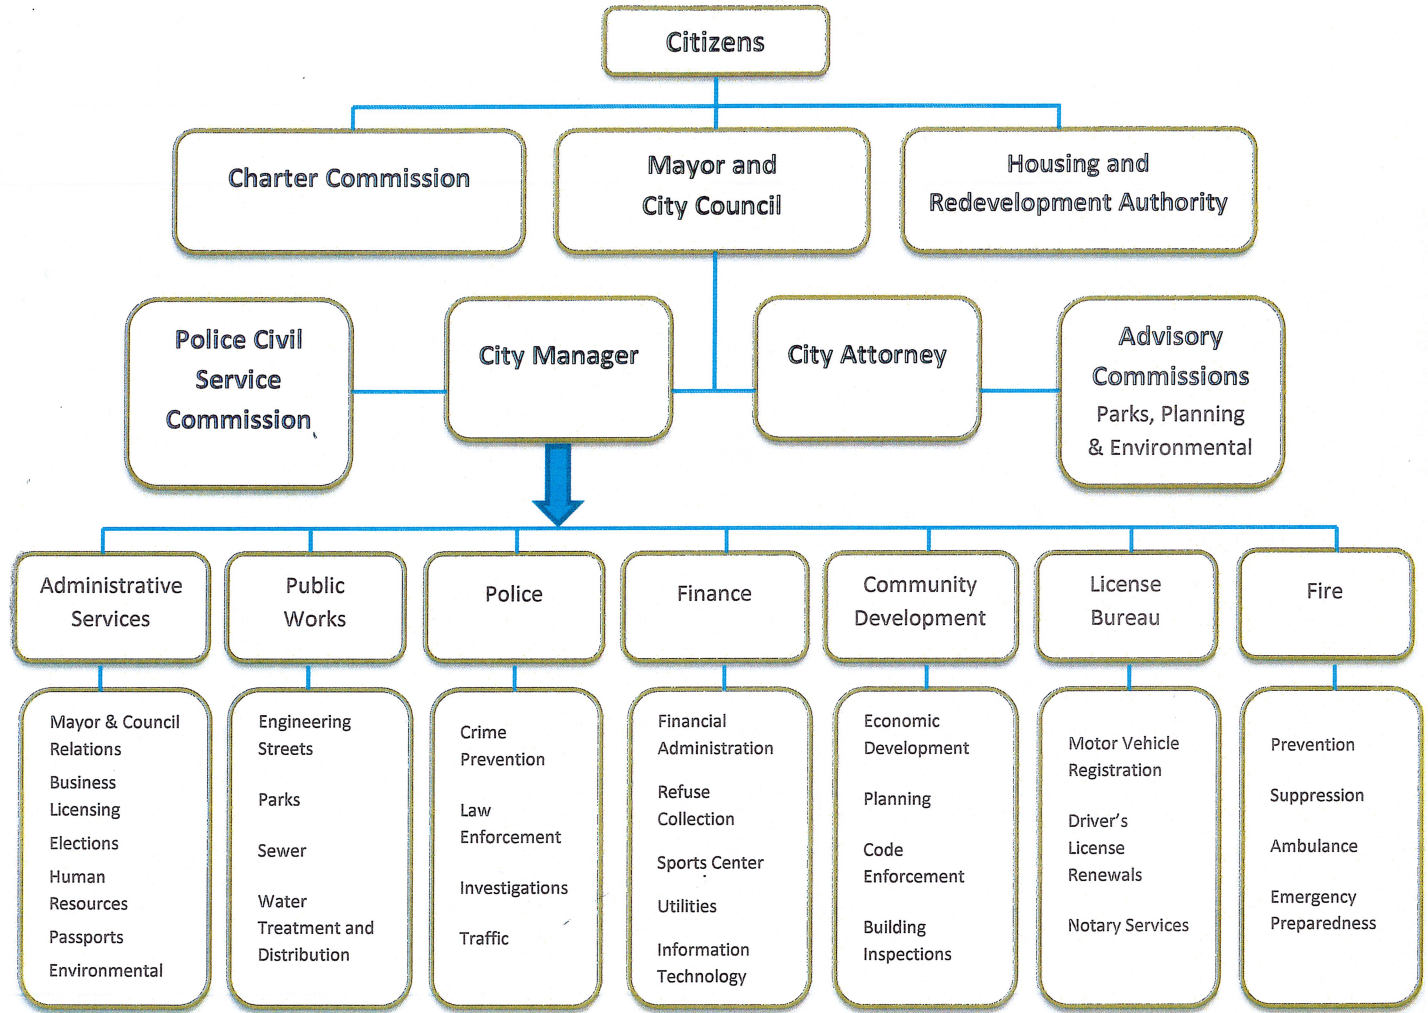 Citizens
Charter Commission
Mayor and
City Council
Housing and
Redevelopment Authority
Police Civil
Service
Commission
City Manager
City Attorney
Advisory
Commissions
Parks, Planning
& Environmental
Administrative
Services
Public
Works
Police
Finance
Community
Development
License
Bureau
Fire
Mayor & Council
Relations
Business
Licensing
Elections
Human
Resources
Passports
Environmental
Engineering
Streets
Parks
Sewer
Water
Treatment and
Distribution
Crime
Prevention
Law
Enforcement
Investigations
Traffic
Financial
Administration
Refuse
Collection
Sports Center
Utilities
Information
Technology
Economic
Development
Planning
Code
Enforcement
Building
Inspections
Motor Vehicle
Registration
Driver's
License
Renewals
Notary Services
Prevention
Suppression
Ambulance
Emergency
Preparedness